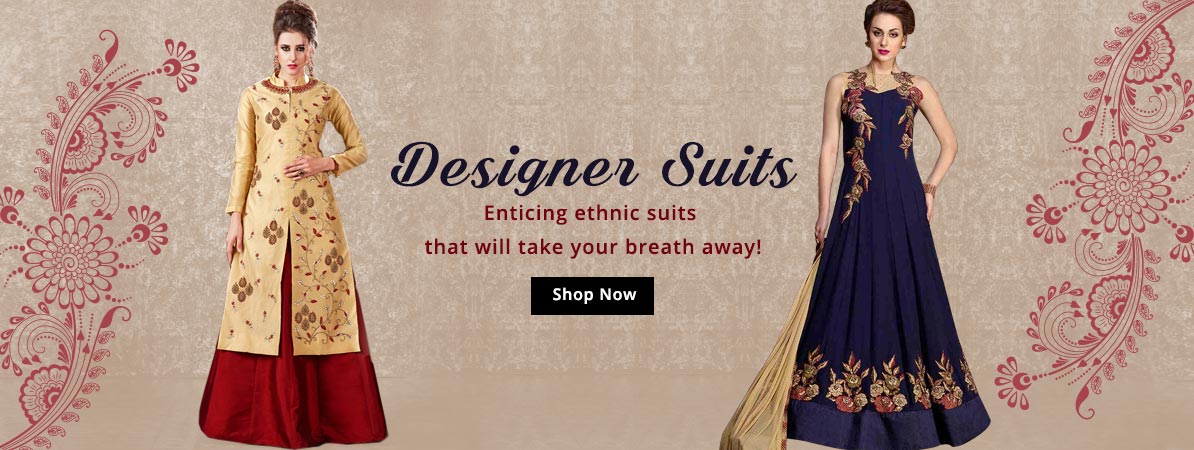 Designer Suits
Enticing ethnic suits
that will take your breath away!
Shop Now